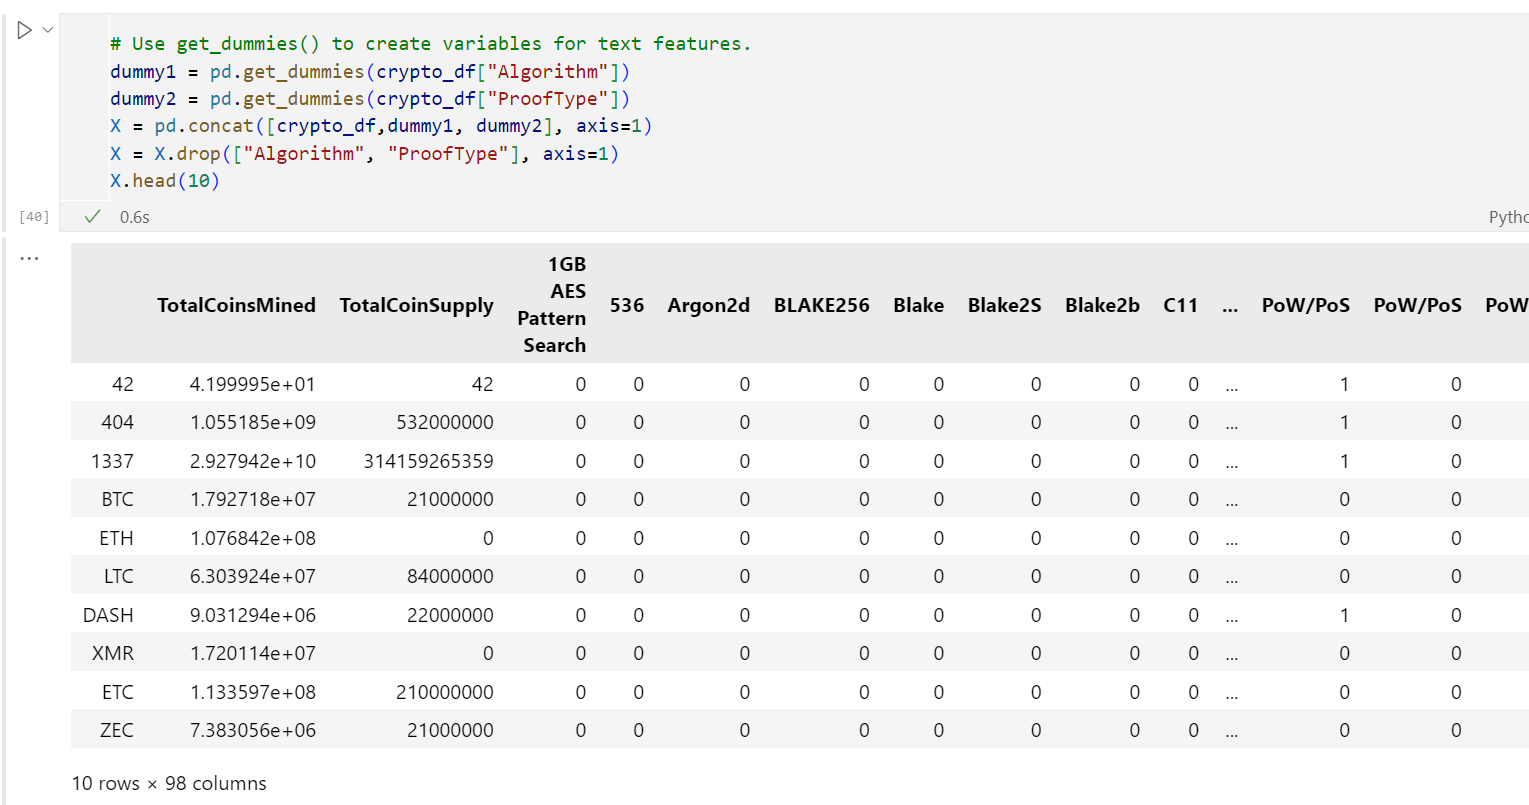 # Use get_dummies() to create variables for text features.
dummy1 = pd.get_dummies(crypto_df["Algorithm"])
dummy2 = pd.get_dummies(crypto_df["ProofType"])
X = pd.concat([crypto_df,dummy1, dummy2], axis=1)
X = X.drop(["Algorithm", "ProofType"], axis=1)
X.head(10)
[40] 0.6s Pytho
...
TotalCoinsMined TotalCoinSupply 1GB AES Pattern Search 536 Argon2d BLAKE256 Blake Blake2S Blake2b C11 ... PoW/PoS PoW/PoS PoW
42 4.199995e+01 42 0 0 0 0 0 0 0 0 ... 1 0
404 1.055185e+09 532000000 0 0 0 0 0 0 0 0 ... 1 0
1337 2.927942e+10 314159265359 0 0 0 0 0 0 0 0 ... 1 0
BTC 1.792718e+07 21000000 0 0 0 0 0 0 0 0 ... 0 0
ETH 1.076842e+08 0 0 0 0 0 0 0 0 0 ... 0 0
LTC 6.303924e+07 84000000 0 0 0 0 0 0 0 0 ... 0 0
DASH 9.031294e+06 22000000 0 0 0 0 0 0 0 0 ... 1 0
XMR 1.720114e+07 0 0 0 0 0 0 0 0 0 ... 0 0
ETC 1.133597e+08 210000000 0 0 0 0 0 0 0 0 ... 0 0
ZEC 7.383056e+06 21000000 0 0 0 0 0 0 0 0 ... 0 0
10 rows × 98 columns